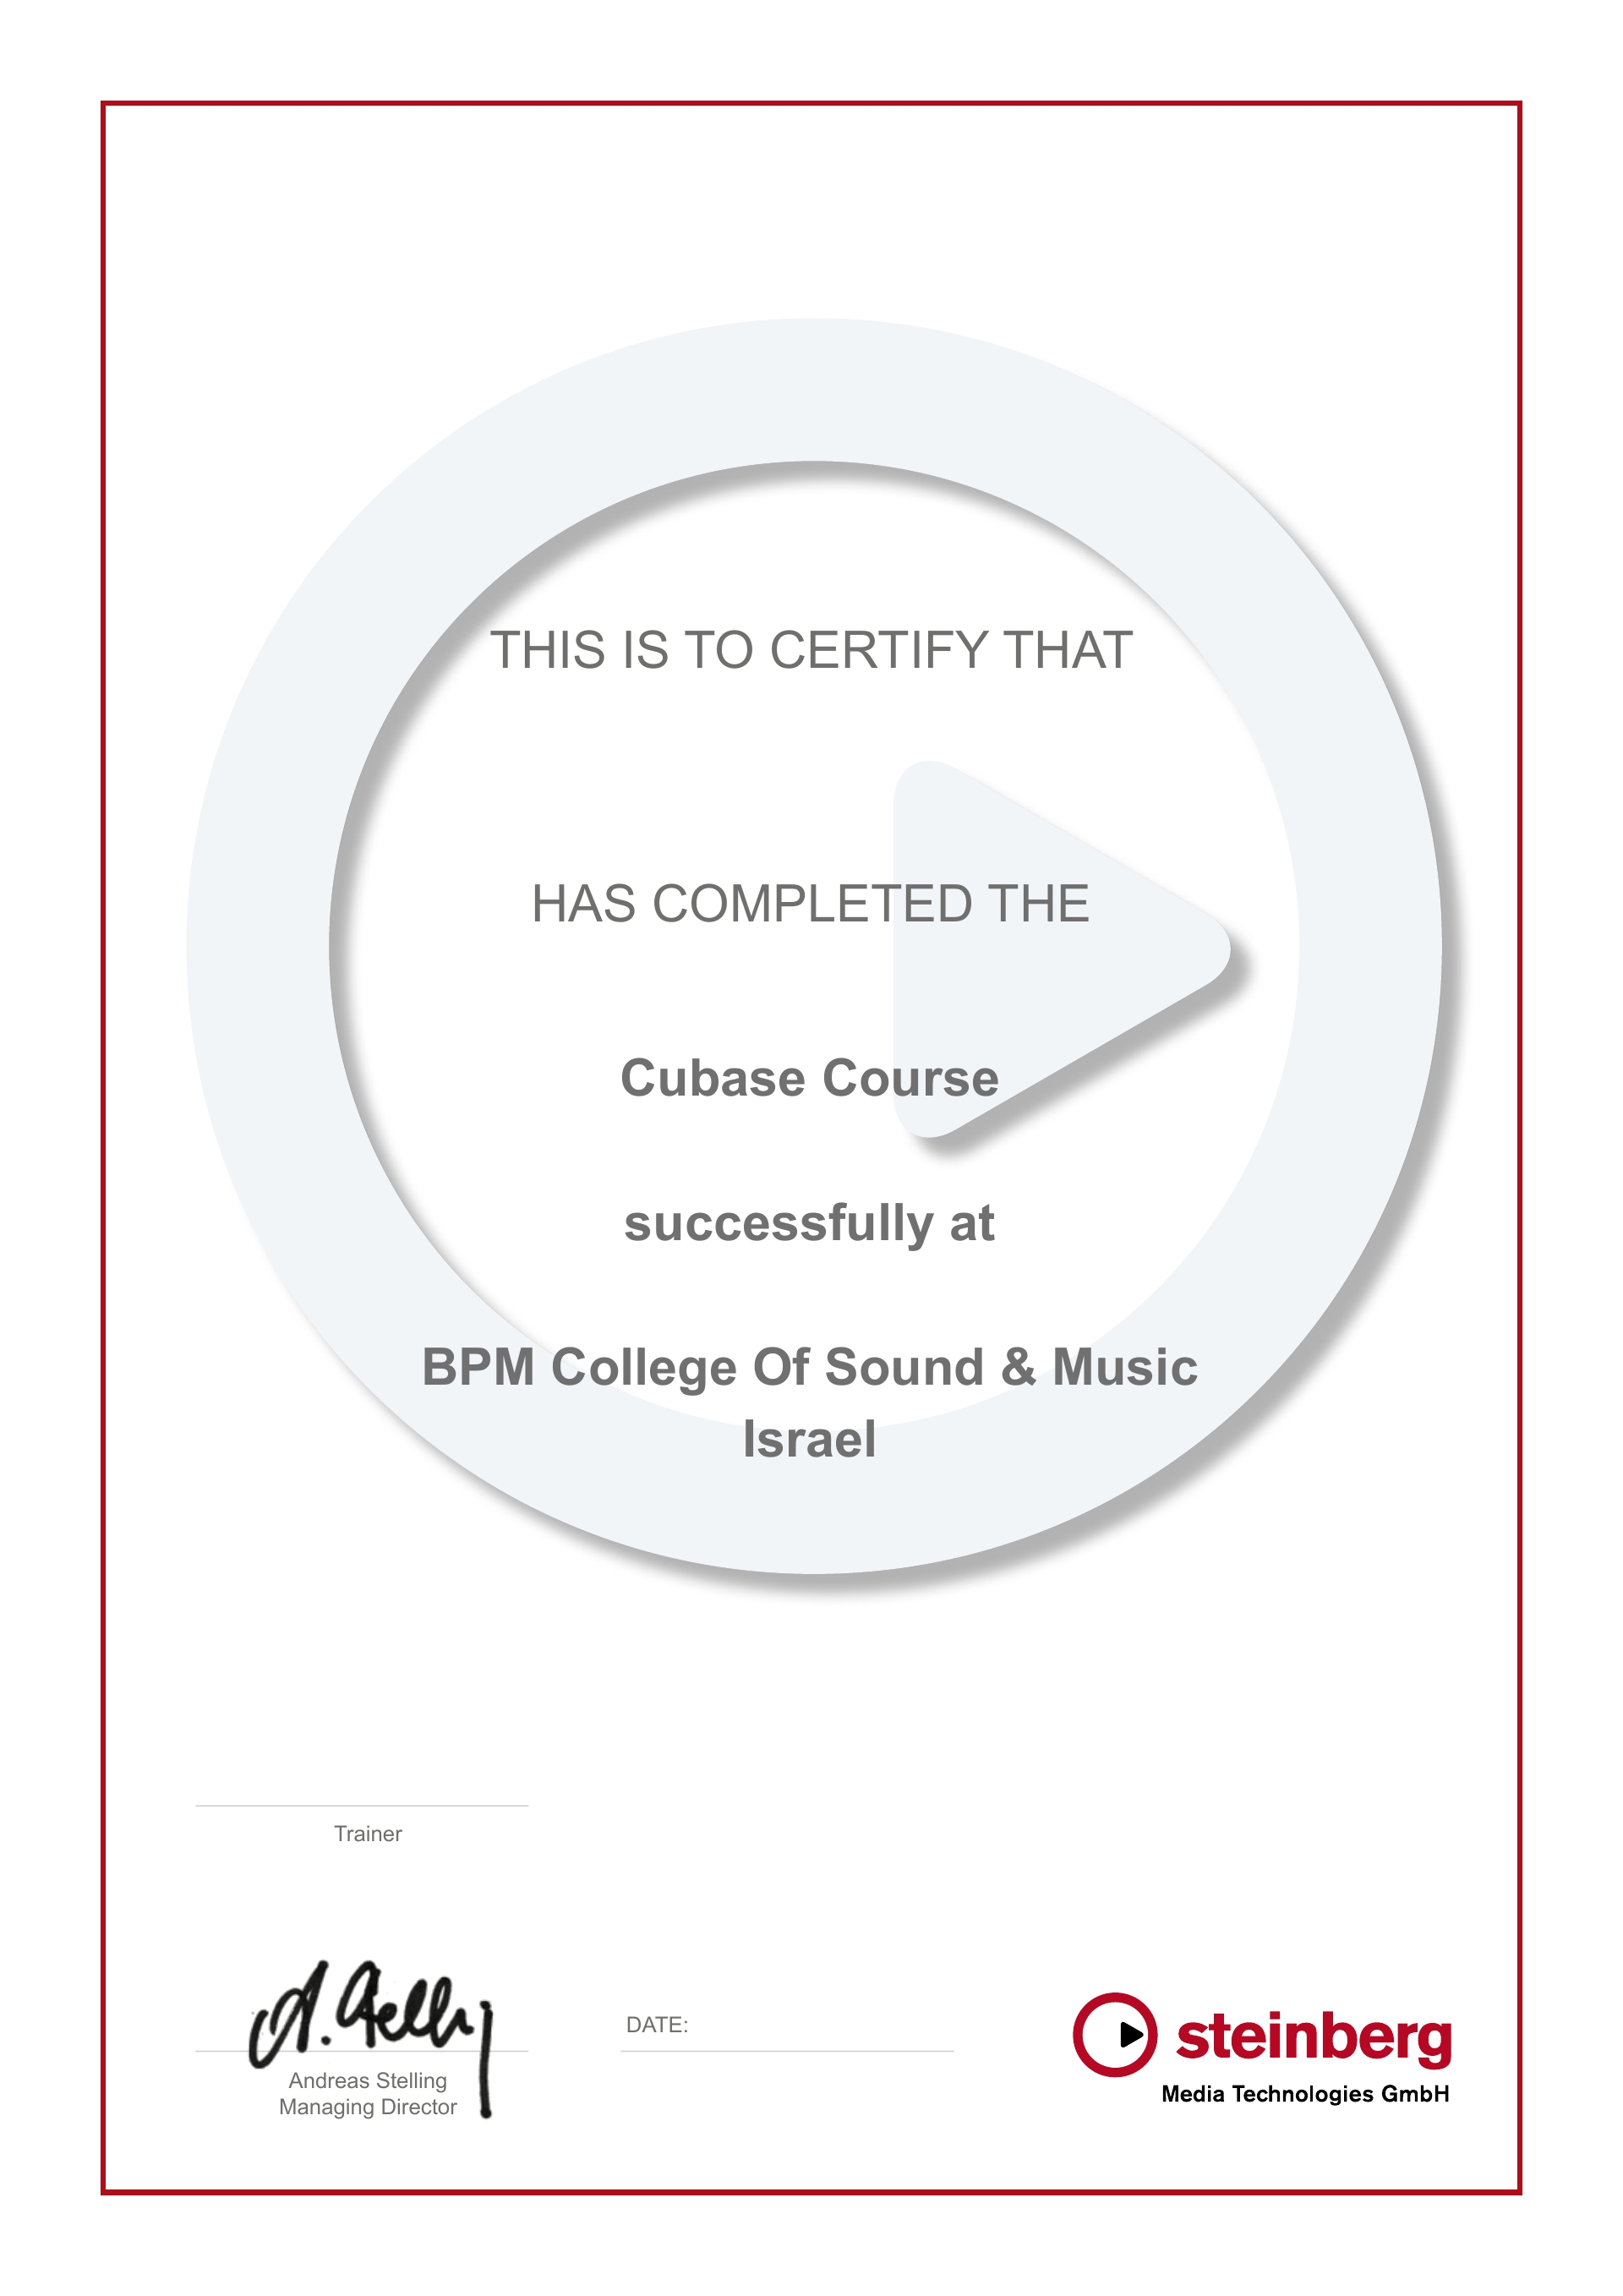 THIS IS TO CERTIFY THAT
HAS COMPLETED THE
Cubase Course
successfully at
BPM College Of Sound & Music
Israel
Trainer
DATE:
Andreas Stelling
Managing Director
steinberg
Media Technologies GmbH